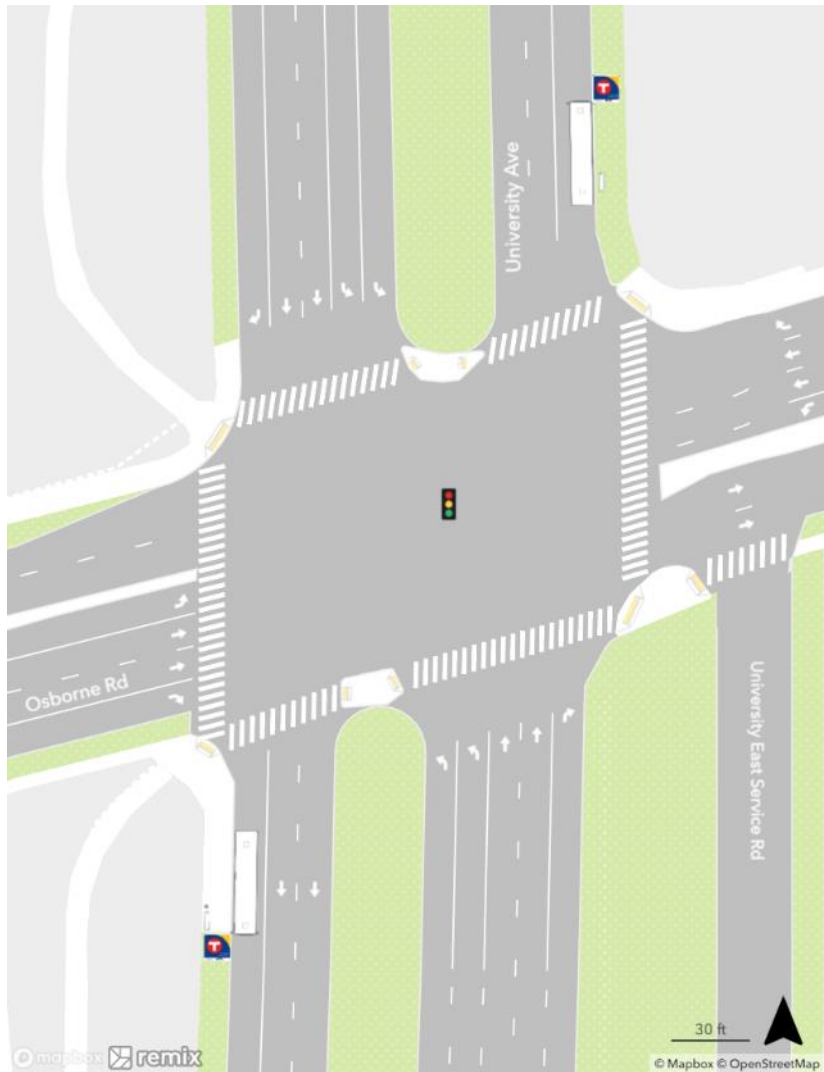 University Ave
T
Osborne Rd
University East Service Rd
T
30 ft
mapbox remix
© Mapbox © OpenStreetMap